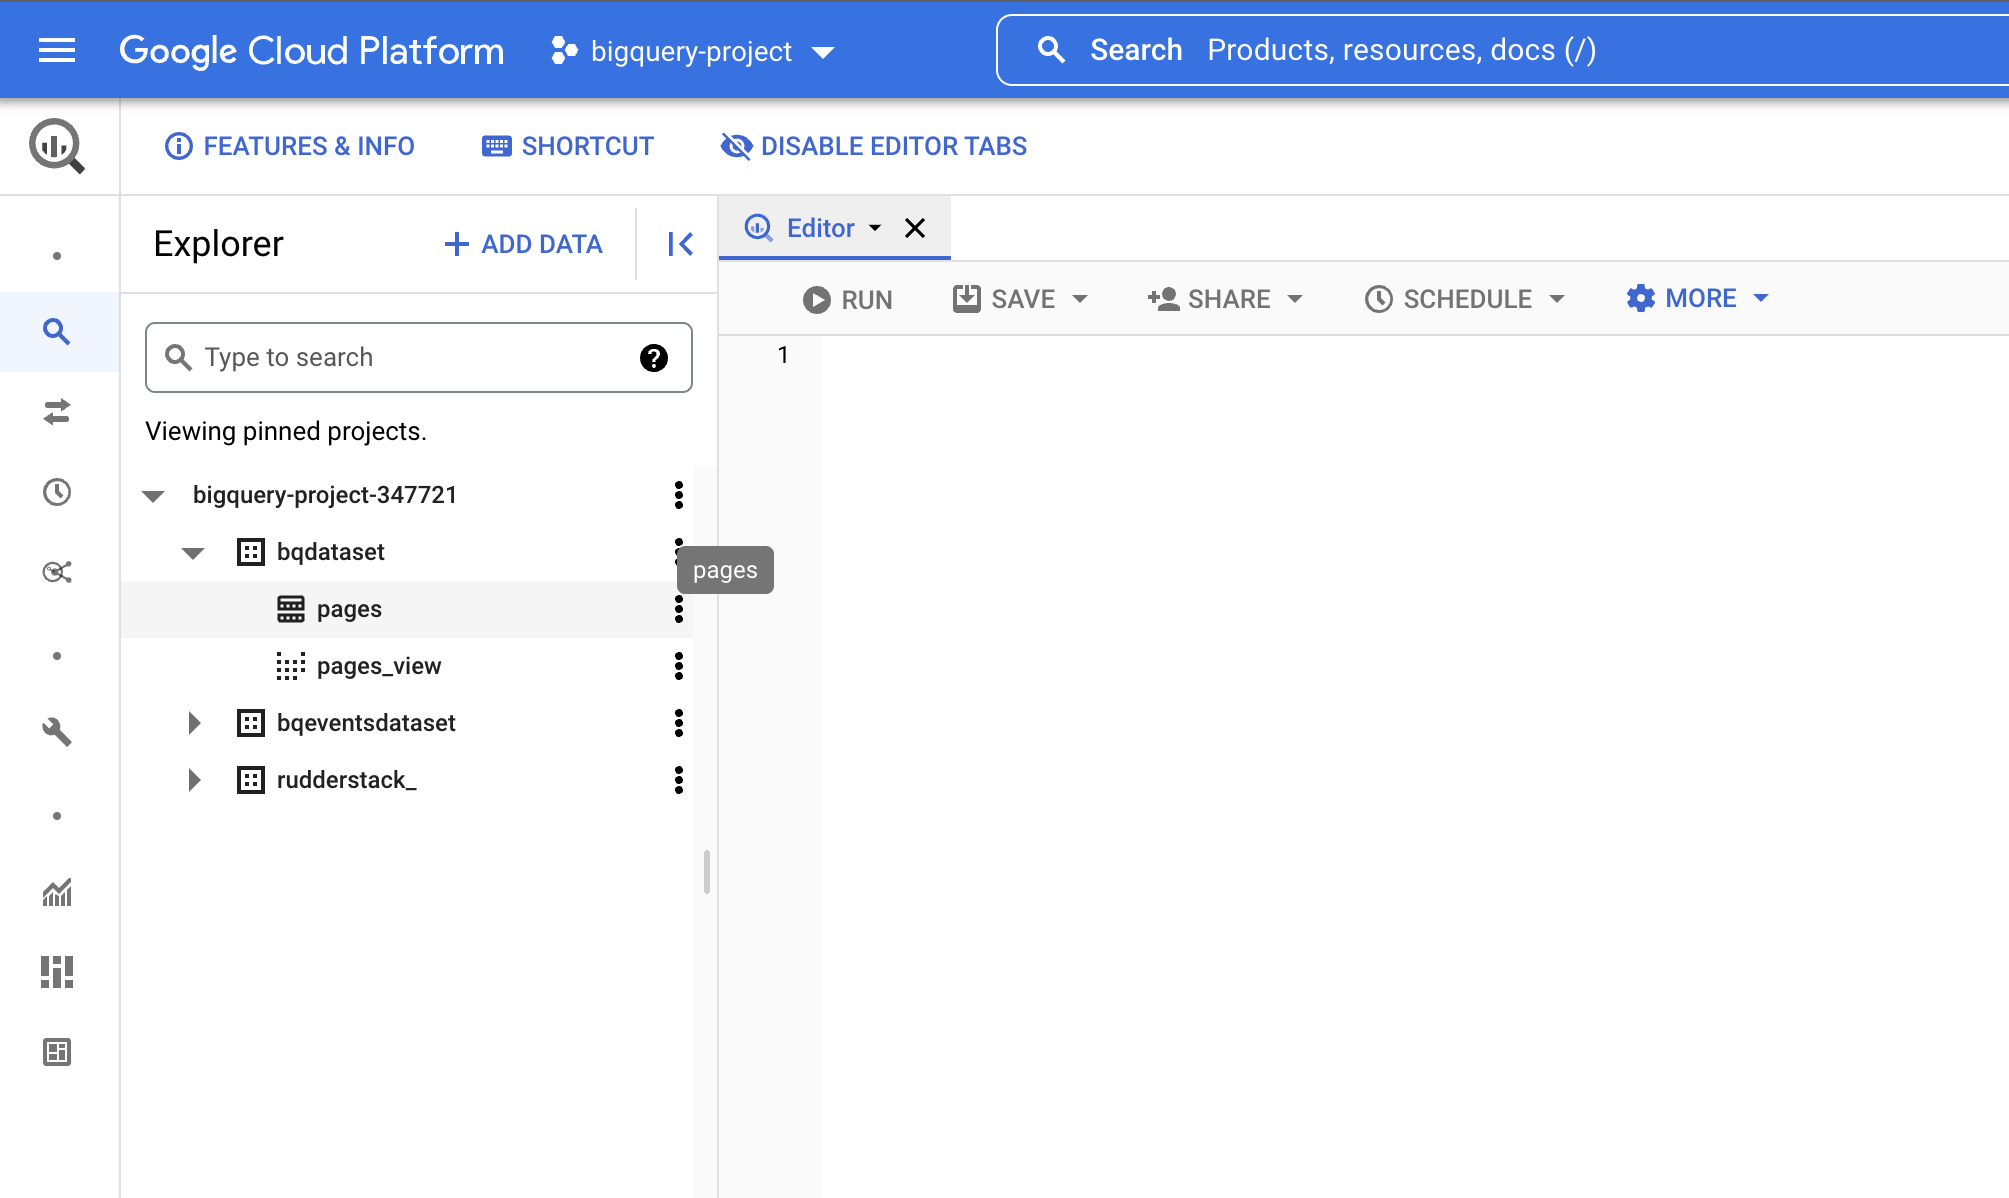 Google Cloud Platform bigquery-project Search Products, resources, docs (/)
FEATURES & INFO SHORTCUT DISABLE EDITOR TABS
Explorer + ADD DATA
Editor
RUN SAVE SHARE SCHEDULE MORE
1
Type to search
Viewing pinned projects.
bigquery-project-347721
bqdataset
pages
pages
pages_view
bqeventsdataset
rudderstack_